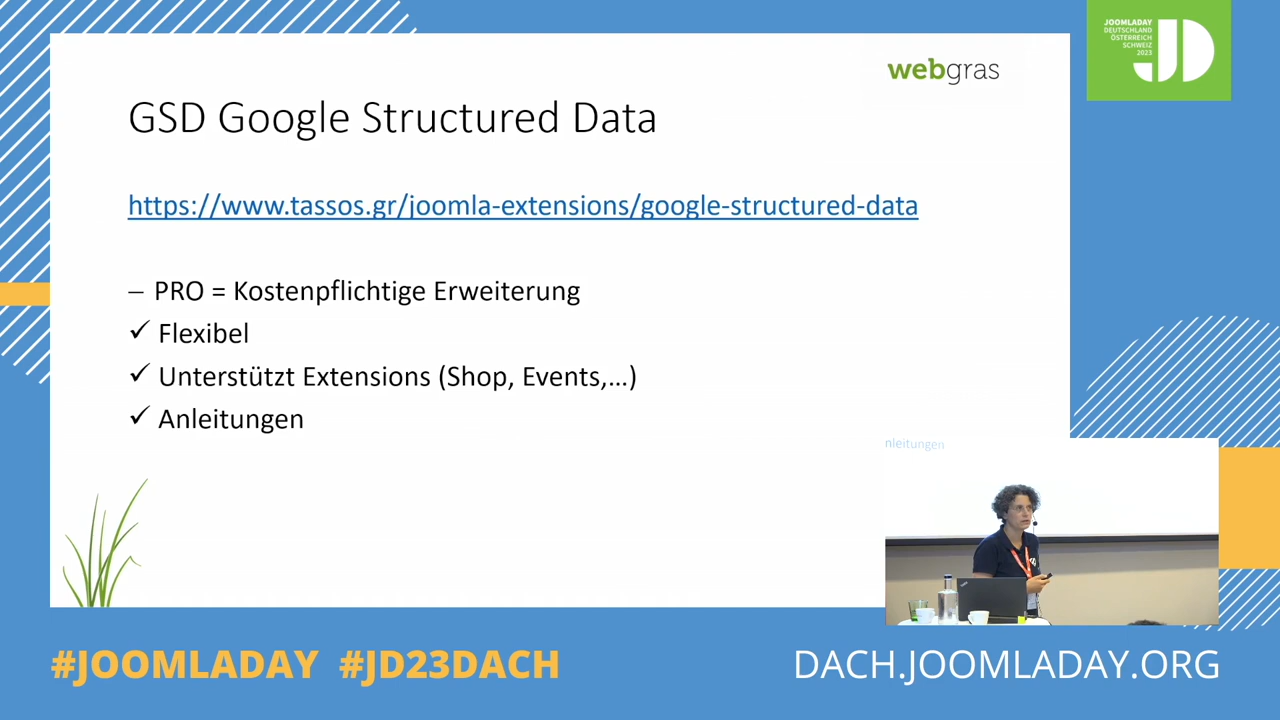 JOOMLADAY
DEUTSCHLAND
ÖSTERREICH
SCHWEIZ
2023
JD
webgras
GSD Google Structured Data
https://www.tassos.gr/joomla-extensions/google-structured-data
– PRO = Kostenpflichtige Erweiterung
✓ Flexibel
✓ Unterstützt Extensions (Shop, Events,...)
✓ Anleitungen
nleitungen
#JOOMLADAY #JD23DACH
DACH.JOOMLADAY.ORG